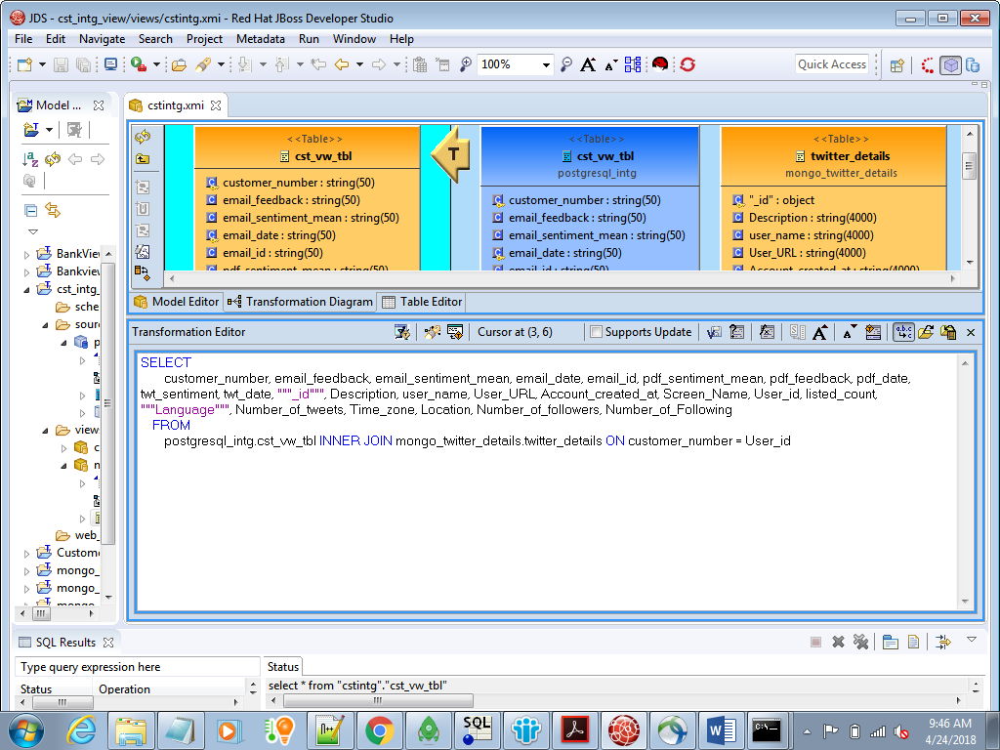 JDS - cst_intg_view/views/cstintg.xmi - Red Hat JBoss Developer Studio
File Edit Navigate Search Project Metadata Run Window Help
100%
Quick Access
Model ...
cstintg.xmi
<<Table>>
cst_vw_tbl
customer_number : string(50)
email_feedback : string(50)
email_sentiment_mean : string(50)
email_date : string(50)
email_id : string(50)
pdf_sentiment_mean : string(50)
T
<<Table>>
cst_vw_tbl
postgresql_intg
customer_number : string(50)
email_feedback : string(50)
email_sentiment_mean : string(50)
email_date : string(50)
email_id : string(50)
<<Table>>
twitter_details
mongo_twitter_details
"_id" : object
Description : string(4000)
user_name : string(4000)
User_URL : string(4000)
Account_created_at : string(4000)
BankView
Bankview
cst_intg_
sche
sourc
p
views
c
n
web_
Custome
mongo_
mongo_
mongo_
Model Editor Transformation Diagram Table Editor
Transformation Editor
Cursor at (3, 6)
Supports Update
SELECT
customer_number, email_feedback, email_sentiment_mean, email_date, email_id, pdf_sentiment_mean, pdf_feedback, pdf_date,
twt_sentiment, twt_date, """_id""", Description, user_name, User_URL, Account_created_at, Screen_Name, User_id, listed_count,
"""Language""", Number_of_tweets, Time_zone, Location, Number_of_followers, Number_of_Following
FROM
postgresql_intg.cst_vw_tbl INNER JOIN mongo_twitter_details.twitter_details ON customer_number = User_id
SQL Results
Type query expression here
Status Operation
Status
select * from "cstintg"."cst_vw_tbl"
SQL
9:46 AM
4/24/2018